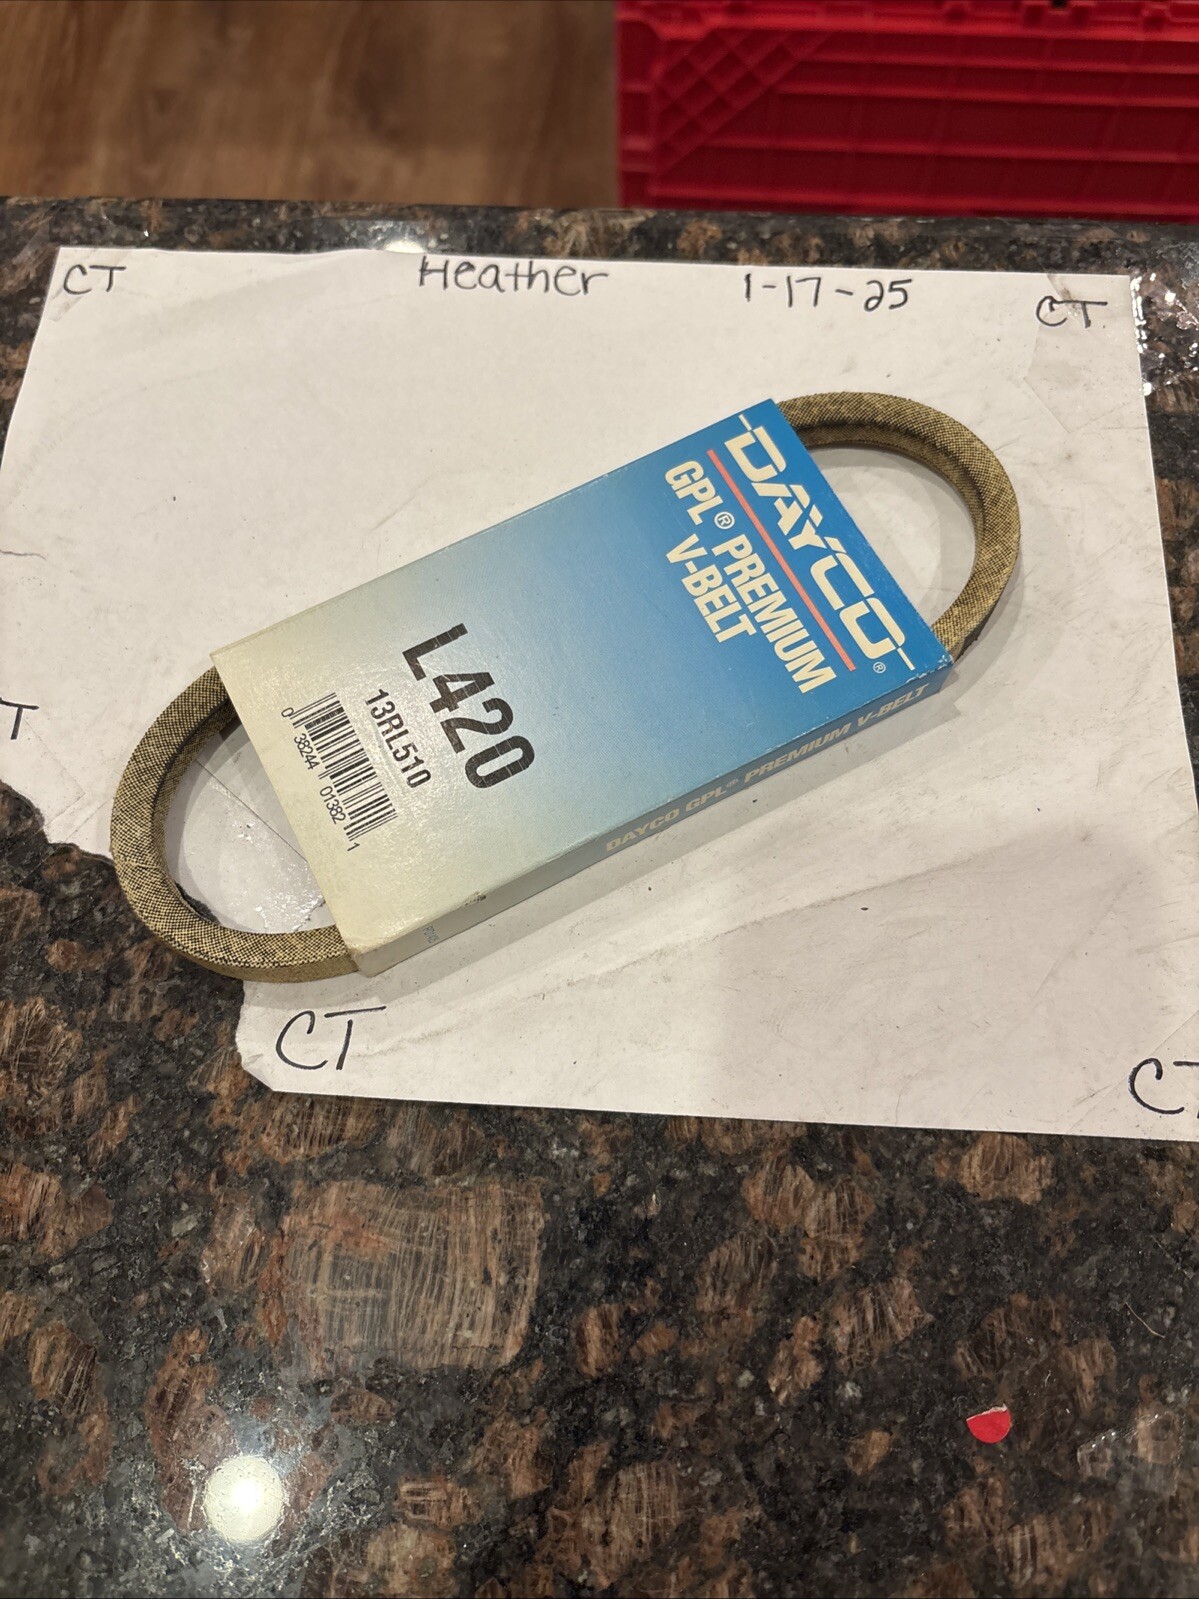 CT Heather 1-17-25 CT
DAYCO®
GPL® PREMIUM
V-BELT
L420
13RL510
0 38244 01382 1
DAYCO GPL® PREMIUM V-BELT
T
CT
CT